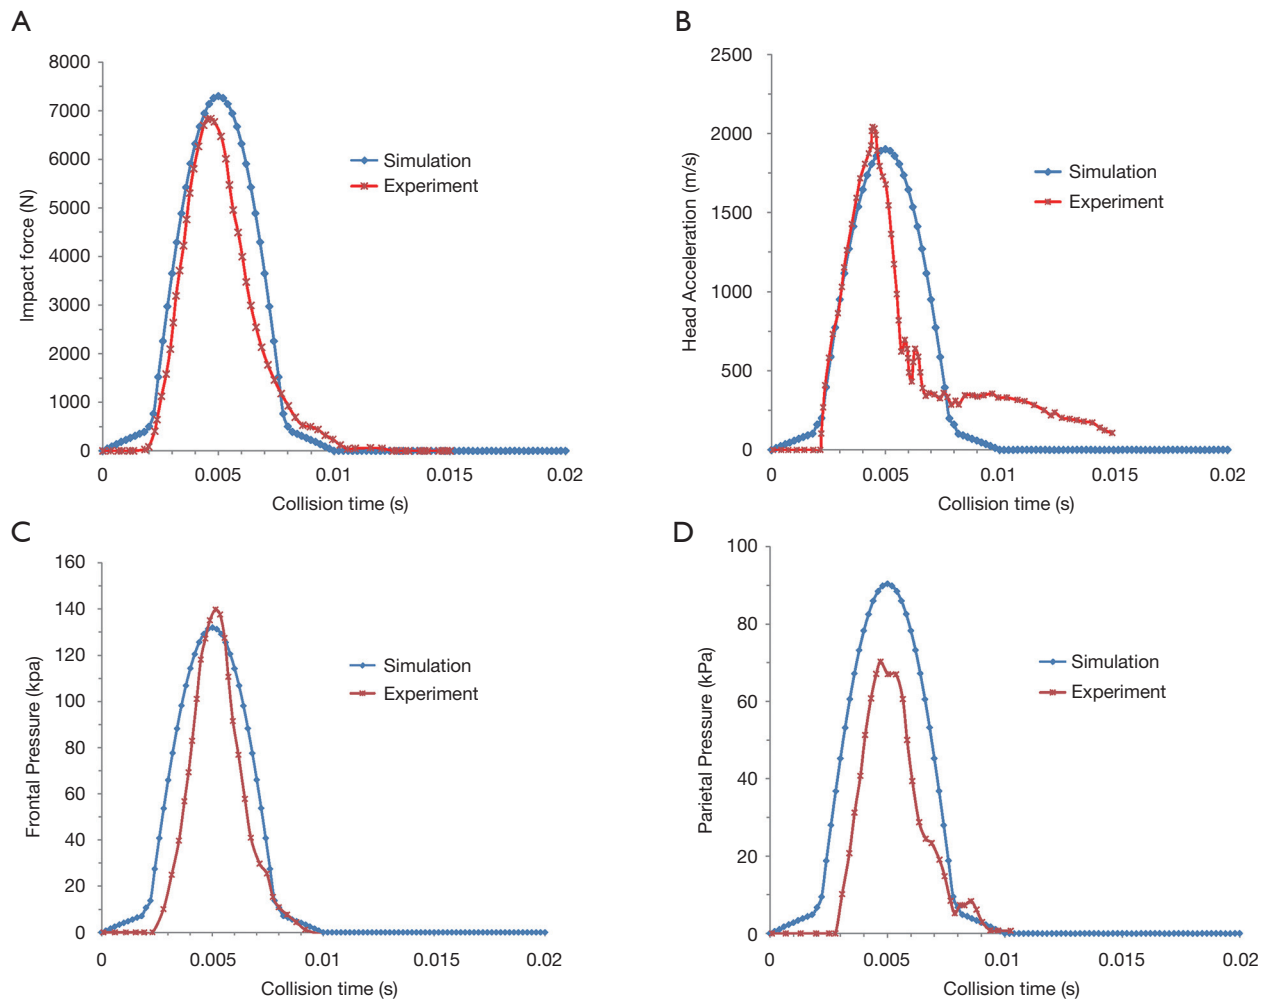 A
8000
7000
6000
5000
4000
3000
2000
1000
0
Impact force (N)
Simulation
Experiment
0 0.005 0.01 0.015 0.02
Collision time (s)
B
2500
2000
1500
1000
500
0
Head Acceleration (m/s)
Simulation
Experiment
0 0.005 0.01 0.015 0.02
Collision time (s)
C
160
140
120
100
80
60
40
20
0
Frontal Pressure (kpa)
Simulation
Experiment
0 0.005 0.01 0.015 0.02
Collision time (s)
D
100
80
60
40
20
0
Parietal Pressure (kPa)
Simulation
Experiment
0 0.005 0.01 0.015 0.02
Collision time (s)